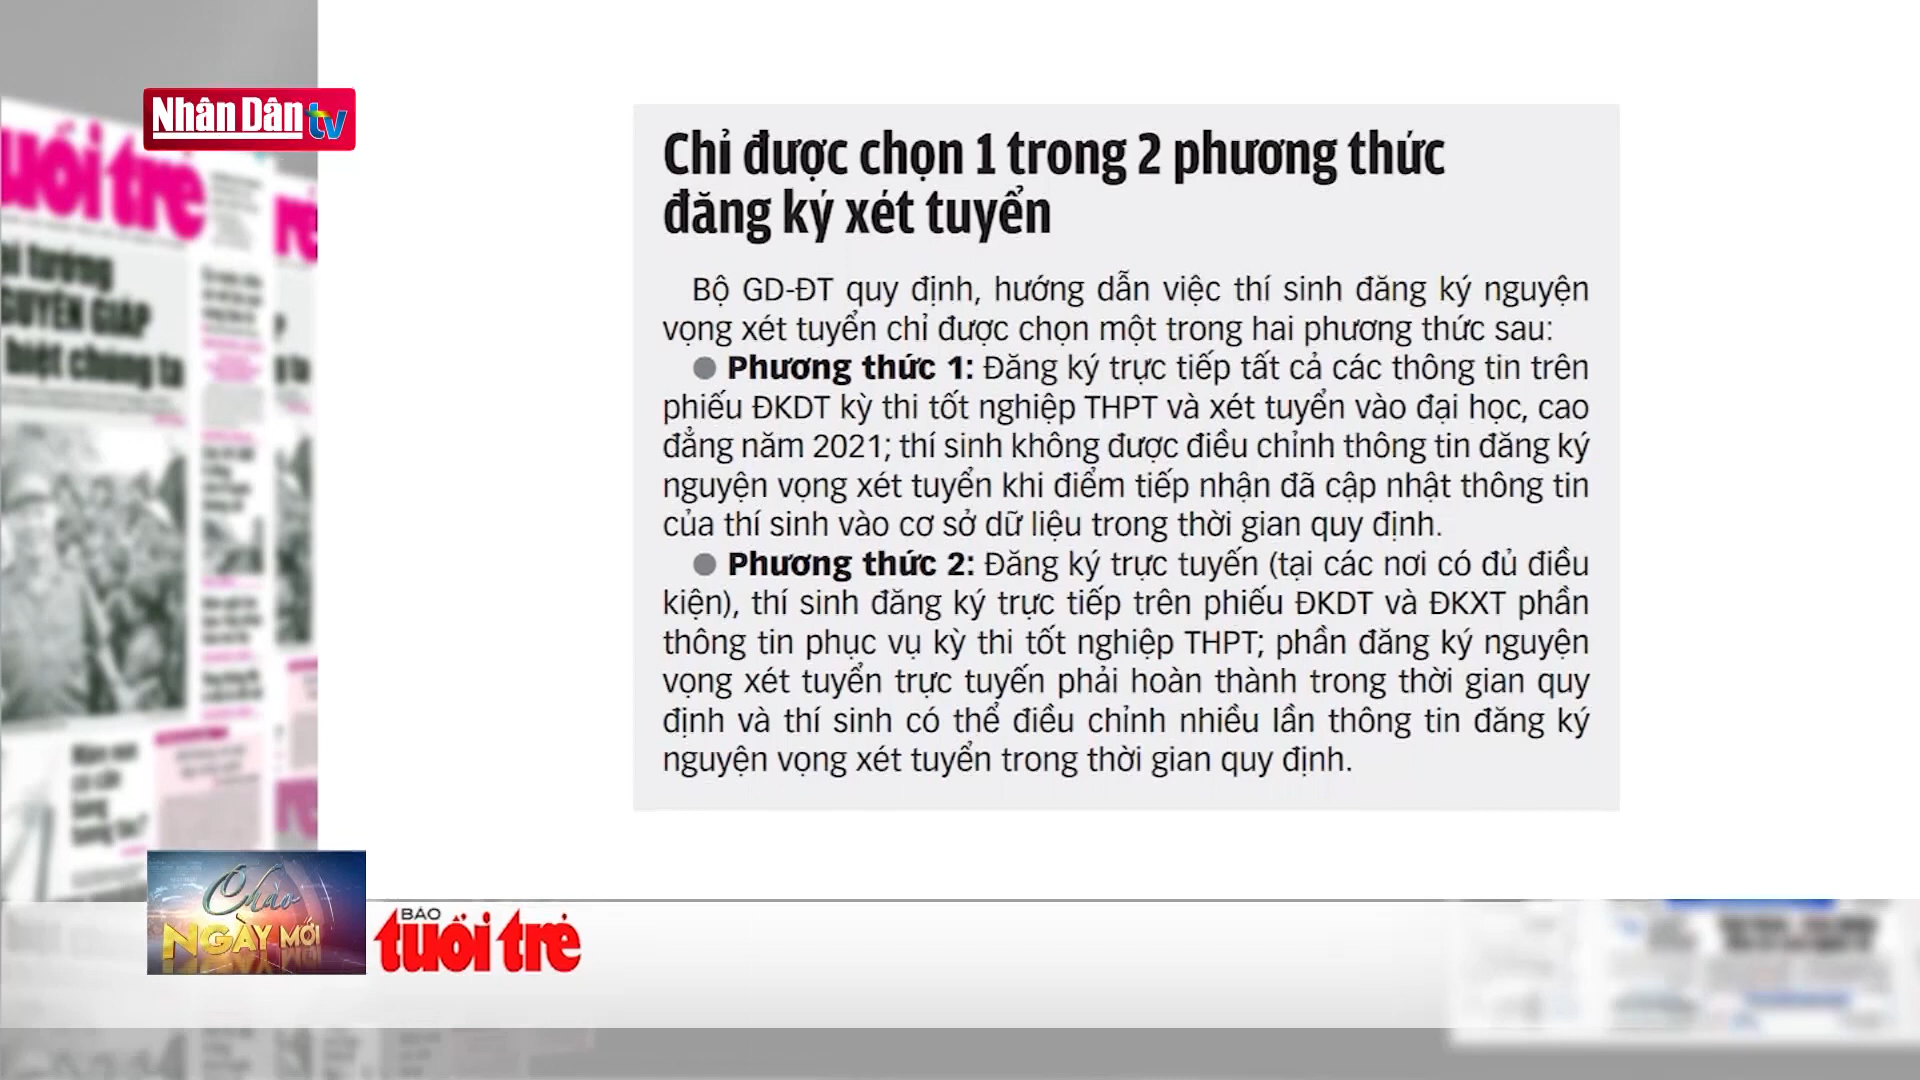 Nhân Dân tv
tuổi trẻ
GUYÊN GIÁP
biệt chúng ta
Chỉ được chọn 1 trong 2 phương thức
đăng ký xét tuyển
Bộ GD-ĐT quy định, hướng dẫn việc thí sinh đăng ký nguyện
vọng xét tuyển chỉ được chọn một trong hai phương thức sau:
● Phương thức 1: Đăng ký trực tiếp tất cả các thông tin trên
phiếu ĐKDT kỳ thi tốt nghiệp THPT và xét tuyển vào đại học, cao
đẳng năm 2021; thí sinh không được điều chỉnh thông tin đăng ký
nguyện vọng xét tuyển khi điểm tiếp nhận đã cập nhật thông tin
của thí sinh vào cơ sở dữ liệu trong thời gian quy định.
● Phương thức 2: Đăng ký trực tuyến (tại các nơi có đủ điều
kiện), thí sinh đăng ký trực tiếp trên phiếu ĐKDT và ĐKXT phần
thông tin phục vụ kỳ thi tốt nghiệp THPT; phần đăng ký nguyện
vọng xét tuyển trực tuyến phải hoàn thành trong thời gian quy
định và thí sinh có thể điều chỉnh nhiều lần thông tin đăng ký
nguyện vọng xét tuyển trong thời gian quy định.
Chào
NGÀY MỚI
BÁO
tuổi trẻ